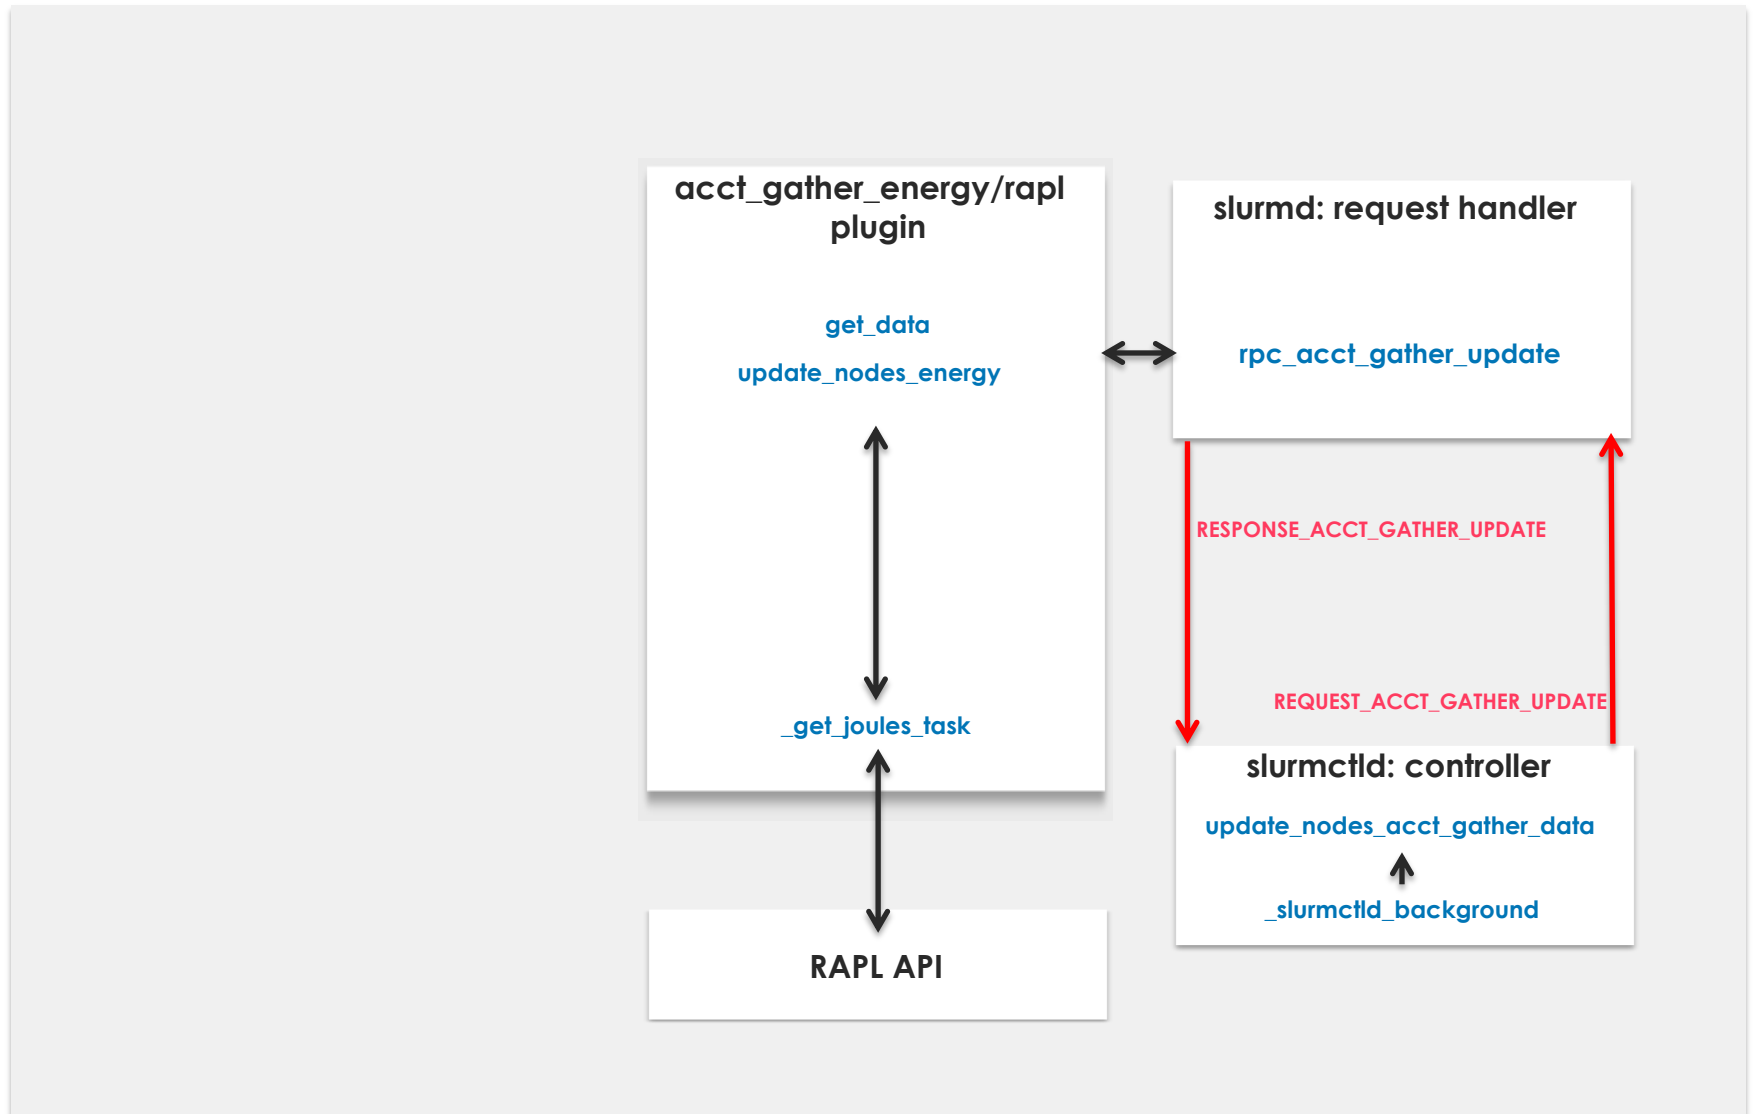 acct_gather_energy/rapl
plugin
get_data
update_nodes_energy
_get_joules_task
RAPL API
slurmd: request handler
rpc_acct_gather_update
RESPONSE_ACCT_GATHER_UPDATE
REQUEST_ACCT_GATHER_UPDATE
slurmctld: controller
update_nodes_acct_gather_data
_slurmctld_background